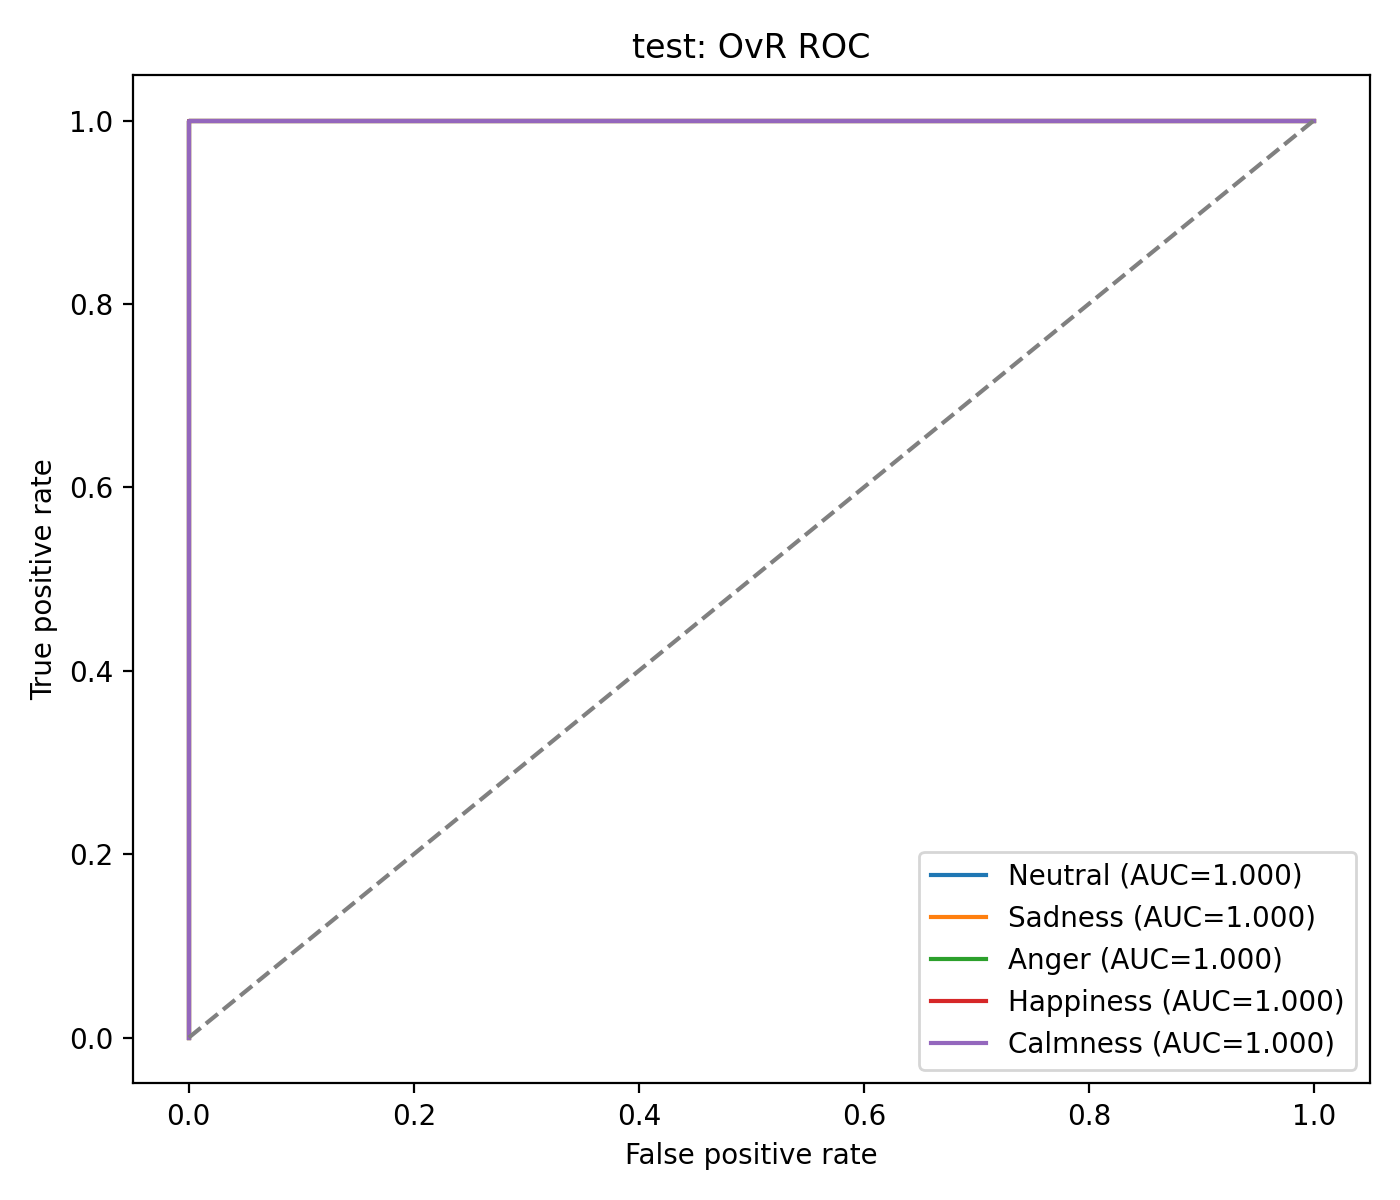 test: OvR ROC
1.0
0.8
0.6
0.4
0.2
0.0
True positive rate
Neutral (AUC=1.000)
Sadness (AUC=1.000)
Anger (AUC=1.000)
Happiness (AUC=1.000)
Calmness (AUC=1.000)
0.0 0.2 0.4 0.6 0.8 1.0
False positive rate